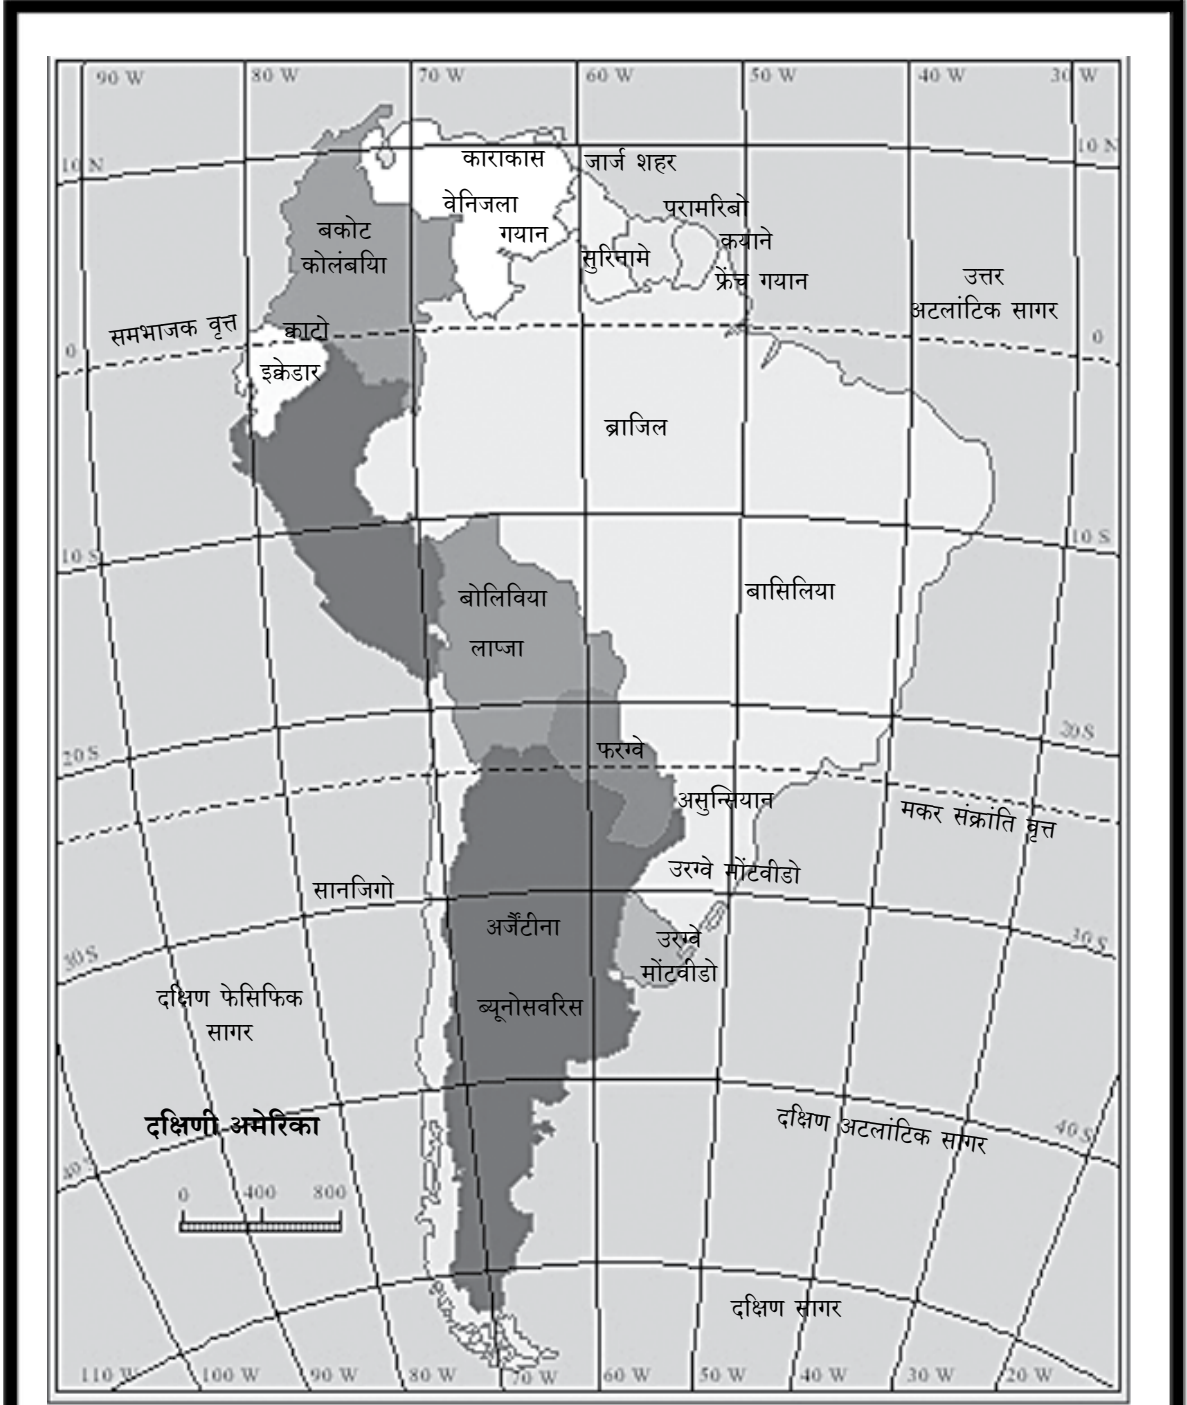 90 W 80 W 70 W 60 W 50 W 40 W 30 W
10 N
10 N
काराकास
जार्ज शहर
वेनिजला
परामरिबो
गयान
कयाने
बकोट
कोलंबयिा
सुरिनामे
फ्रेंच गयान
उत्तर
अटलांटिक सागर
समभाजक वृत्त
क्वाटो
0
0
इक्वेडार
ब्राजिल
10 S
10 S
बोलिविया
बासिलिया
लाप्जा
20 S
20 S
फरग्वे
असुन्सियान
मकर संक्रांति वृत्त
उरग्वे मोंटवीडो
सानजिगो
अर्जैंटीना
उरग्वे
मोंटवीडो
30 S
30 S
दक्षिण फेसिफिक
सागर
ब्यूनोसवरिस
दक्षिणी अमेरिका
दक्षिण अटलांटिक सागर
40 S
40 S
0 400 800
दक्षिण सागर
110 W 100 W 90 W 80 W 70 W 60 W 50 W 40 W 30 W 20 W